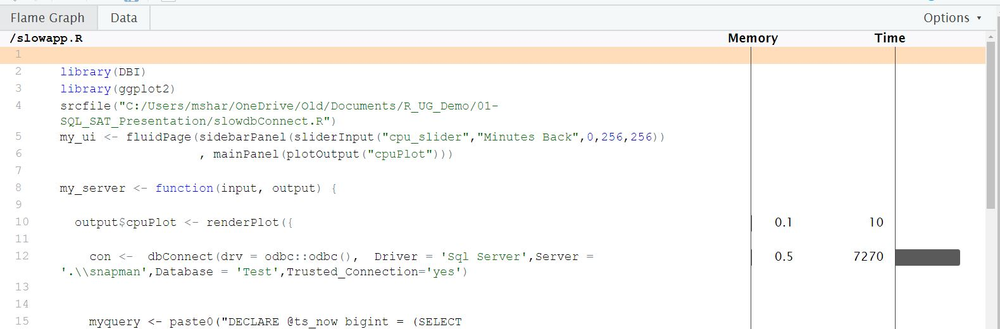 Flame Graph Data Options ▼
/slowapp.R Memory Time
1
2 library(DBI)
3 library(ggplot2)
4 srcfile("C:/Users/mshar/OneDrive/Old/Documents/R_UG_Demo/01-
SQL_SAT_Presentation/slowdbConnect.R")
5 my_ui <- fluidPage(sidebarPanel(sliderInput("cpu_slider","Minutes Back",0,256,256))
6 , mainPanel(plotOutput("cpuPlot")))
7
8 my_server <- function(input, output) {
9
10 output$cpuPlot <- renderPlot({ 0.1 10
11
12 con <- dbConnect(drv = odbc::odbc(), Driver = 'Sql Server',Server = 0.5 7270
'.\\snapman',Database = 'Test',Trusted_Connection='yes')
13
14
15 myquery <- paste0("DECLARE @ts_now bigint = (SELECT